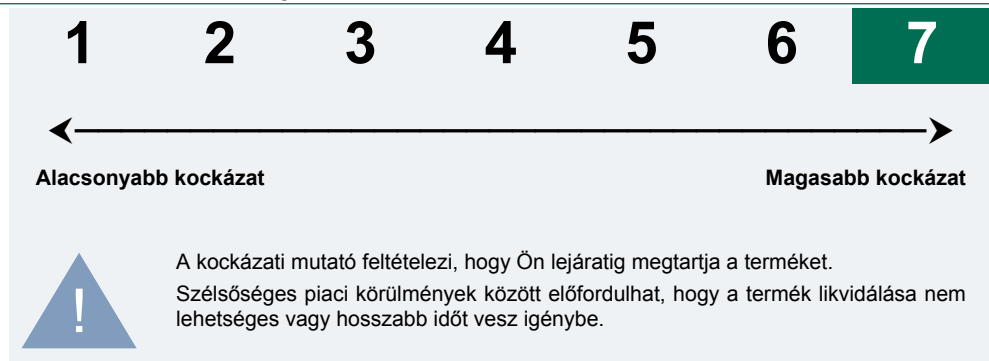 1 2 3 4 5 6 7
Alacsonyabb kockázat Magasabb kockázat
A kockázati mutató feltételezi, hogy Ön lejáratig megtartja a terméket.
Szélsőséges piaci körülmények között előfordulhat, hogy a termék likvidálása nem
lehetséges vagy hosszabb időt vesz igénybe.
!